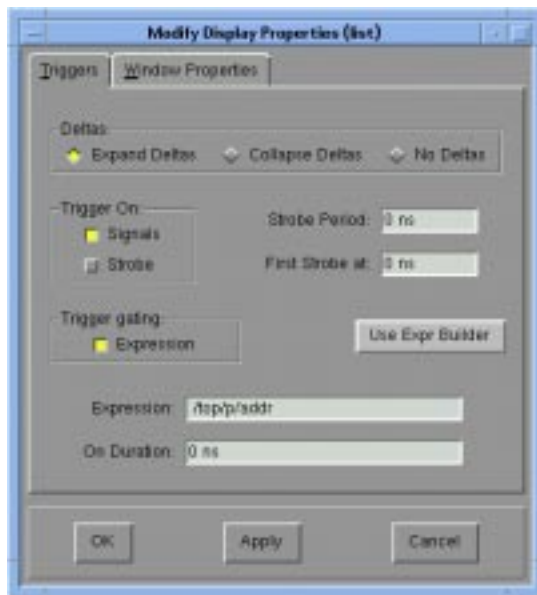 Modify Display Properties (list)
Triggers Window Properties
Deltas
Expand Deltas Collapse Deltas No Deltas
Trigger On:
Signals
Strobe
Strobe Period: 0 ns
First Strobe at: 0 ns
Trigger gating:
Expression
Use Expr Builder
Expression: /top/p/addr
On Duration: 0 ns
OK Apply Cancel